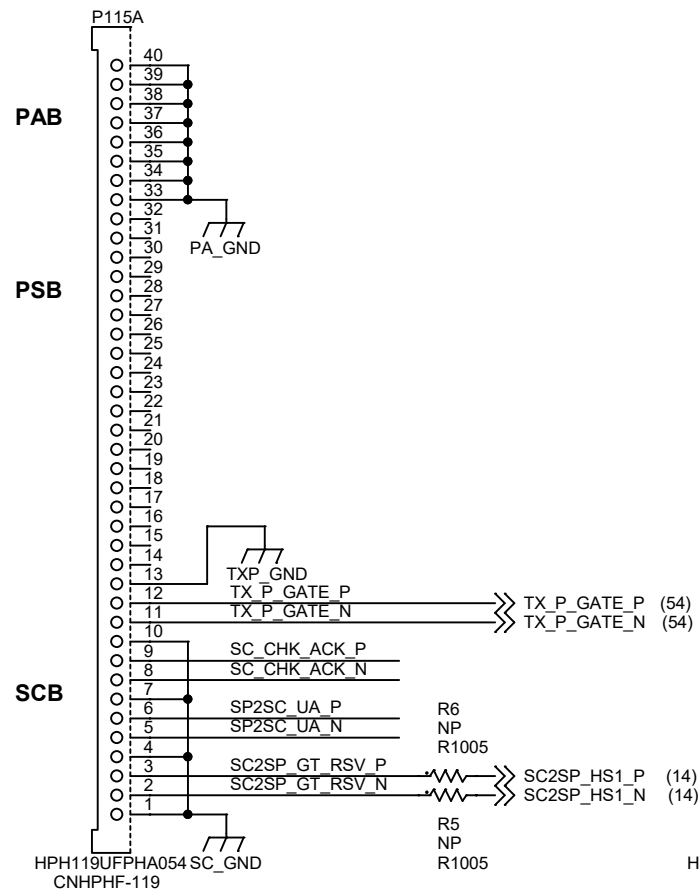 P115A
PAB
PSB
SCB
40
39
38
37
36
35
34
33
32
31
30
29
28
27
26
25
24
23
22
21
20
19
18
17
16
15
14
13
12
11
10
9
8
7
6
5
4
3
2
1
PA_GND
TXP_GND
TX_P_GATE_P
TX_P_GATE_N
TX_P_GATE_P (54)
TX_P_GATE_N (54)
SC_CHK_ACK_P
SC_CHK_ACK_N
SP2SC_UA_P
SP2SC_UA_N
R6
NP
R1005
SC2SP_GT_RSV_P
SC2SP_GT_RSV_N
SC2SP_HS1_P (14)
SC2SP_HS1_N (14)
R5
NP
R1005
HPH119UFPHA054 SC_GND
CNHPHF-119
H